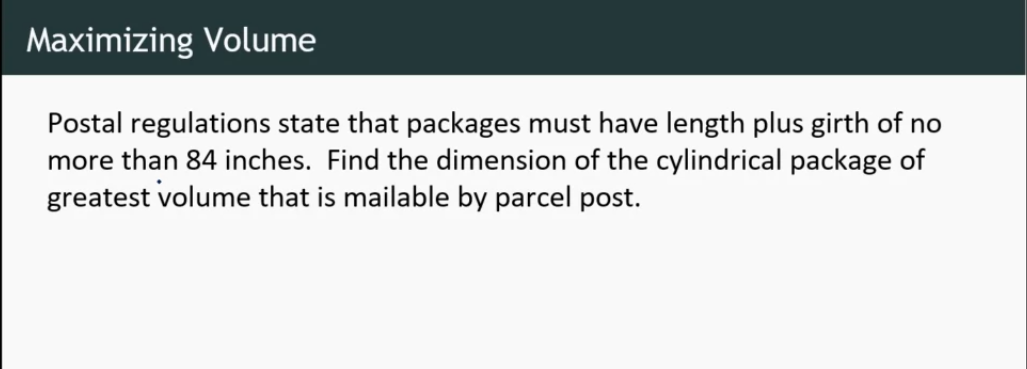 Maximizing Volume
Postal regulations state that packages must have length plus girth of no
more than 84 inches.  Find the dimension of the cylindrical package of
greatest volume that is mailable by parcel post.